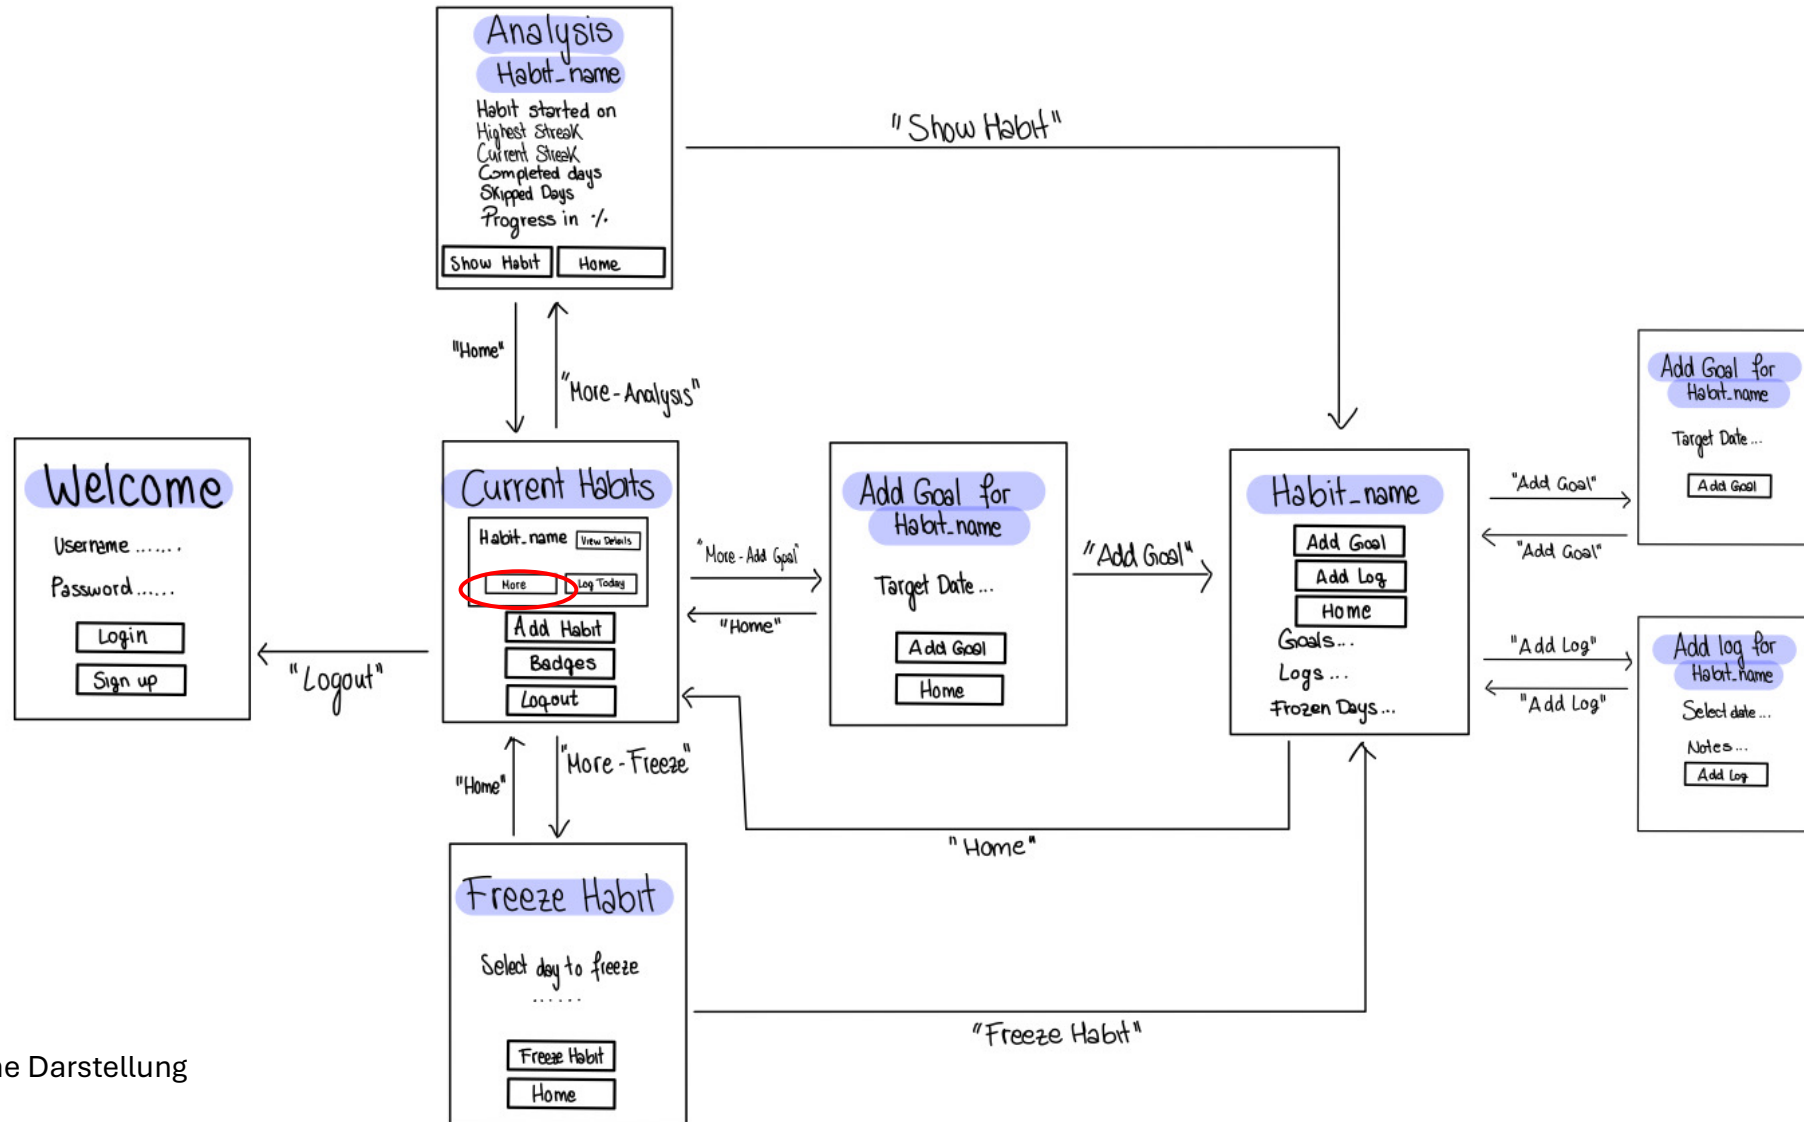 Analysis
Habit_name
Habit started on
Highest Streak
Current Streak
Completed days
Skipped Days
Progress in %
Show Habit
Home
"Show Habit"
"Home"
"More-Analysis"
Welcome
Username .......
Password ......
Login
Sign up
"Logout"
Current Habits
Habit_name
View Details
More
Log Today
Add Habit
Badges
Logout
"More-Add Goal"
"Home"
Add Goal for
Habit_name
Target Date ...
Add Goal
Home
"Add Goal"
Habit_name
Add Goal
Add Log
Home
Goals...
Logs ...
Frozen Days...
"Add Goal"
"Add Goal"
Add Goal for
Habit_name
Target Date ...
Add Goal
"Add Log"
"Add Log"
Add log for
Habit_name
Select date ...
Notes ...
Add Log
"Home"
"More-Freeze"
"Home"
Freeze Habit
Select day to freeze
......
Freeze Habit
Home
"Freeze Habit"
ne Darstellung